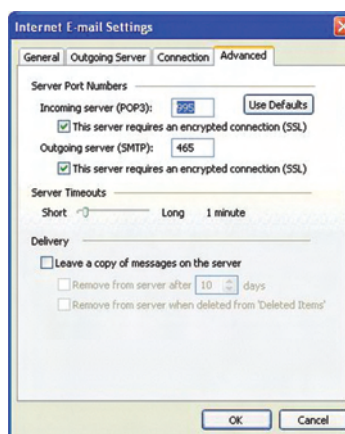 Internet E-mail Settings
General Outgoing Server Connection Advanced
Server Port Numbers
Incoming server (POP3): 995 Use Defaults
This server requires an encrypted connection (SSL)
Outgoing server (SMTP): 465
This server requires an encrypted connection (SSL)
Server Timeouts
Short Long 1 minute
Delivery
Leave a copy of messages on the server
Remove from server after 10 days
Remove from server when deleted from 'Deleted Items'
OK Cancel